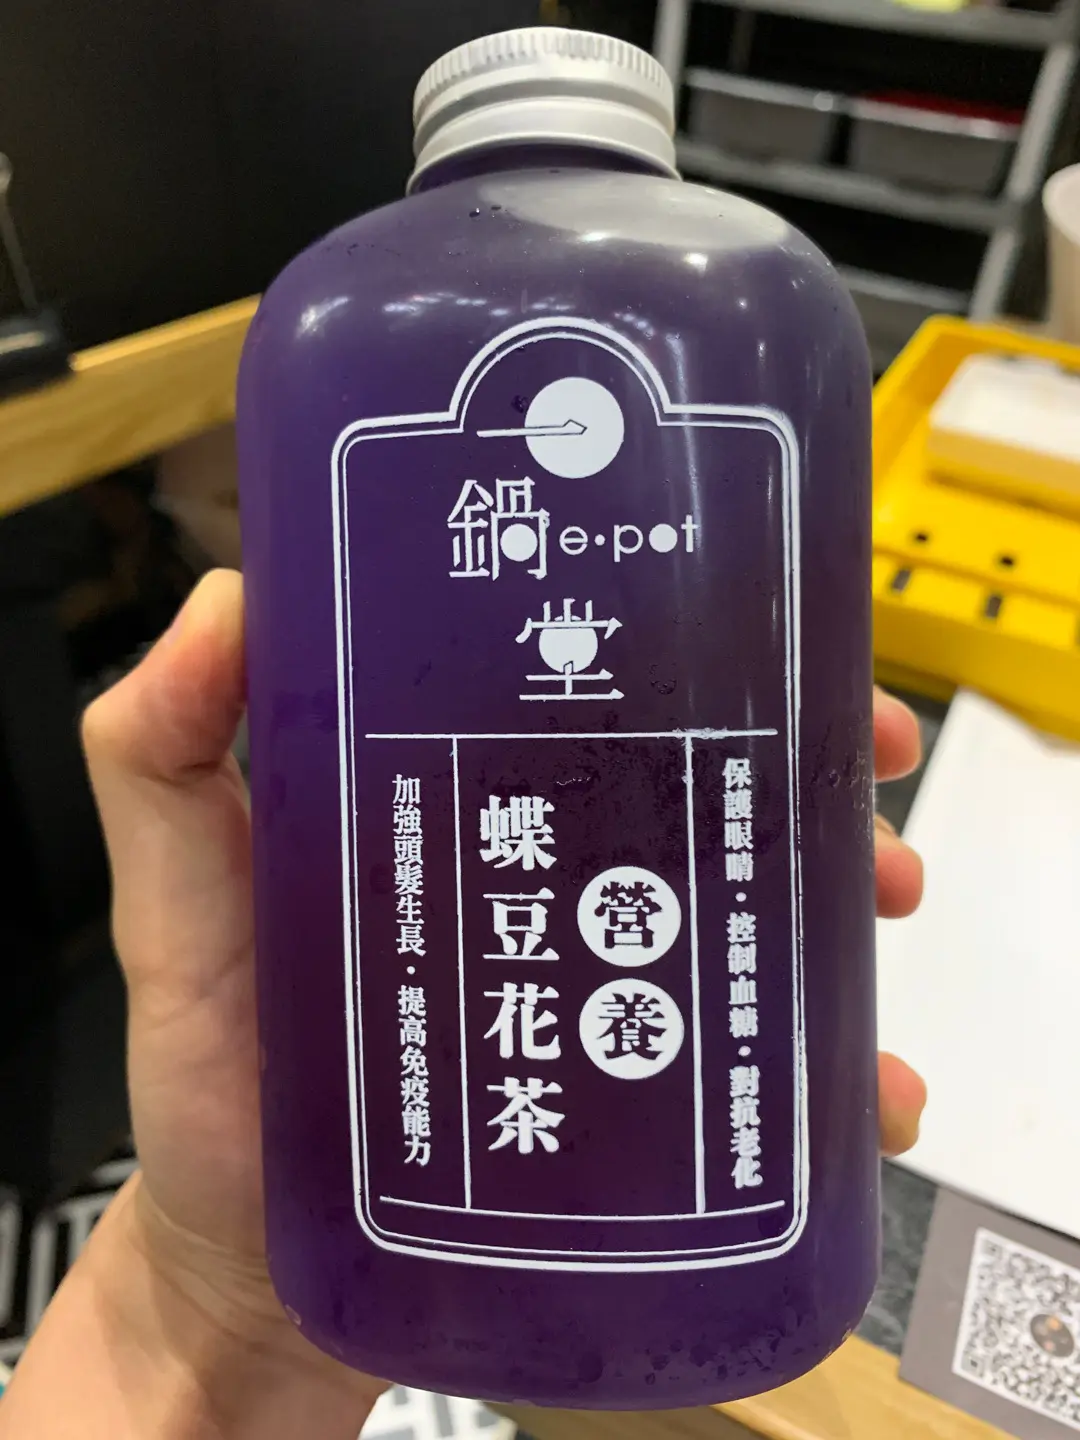 鍋e·pot
堂
保護眼睛·控制血糖·對抗老化
營養
蝶豆花茶
加強頭髮生長·提高免疫能力